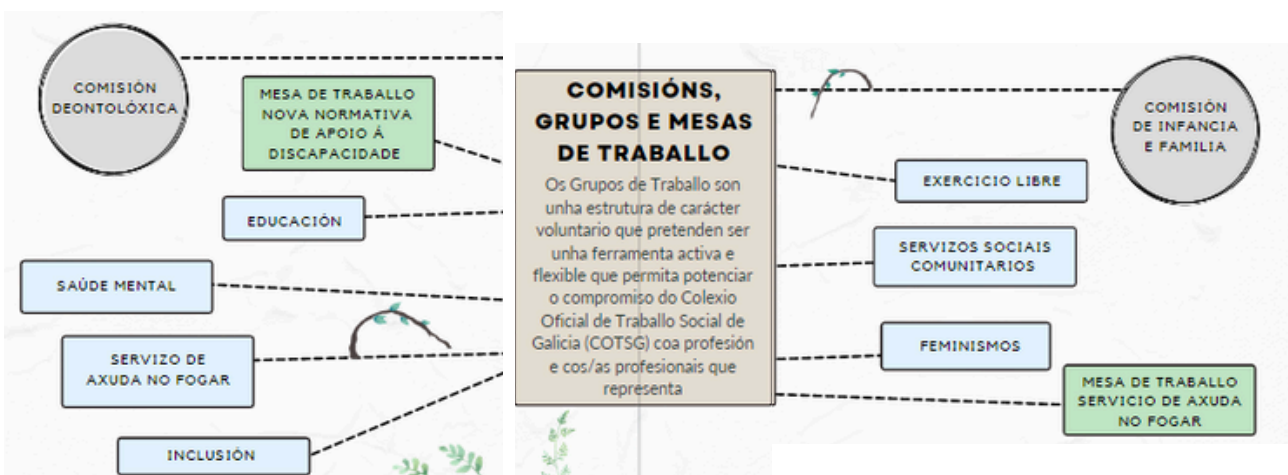 COMISIÓN
DEONTOLÓXICA
MESA DE TRABALLO
NOVA NORMATIVA
DE APOIO Á
DISCAPACIDADE
EDUCACIÓN
SAÚDE MENTAL
SERVIZO DE
AXUDA NO FOGAR
INCLUSIÓN
COMISIÓNS,
GRUPOS E MESAS
DE TRABALLO
Os Grupos de Traballo son
unha estrutura de carácter
voluntario que pretenden ser
unha ferramenta activa e
flexible que permita potenciar
o compromiso do Colexio
Oficial de Traballo Social de
Galicia (COTSG) coa profesión
e cos/as profesionais que
representa
COMISIÓN
DE INFANCIA
E FAMILIA
EXERCICIO LIBRE
SERVIZOS SOCIAIS
COMUNITARIOS
FEMINISMOS
MESA DE TRABALLO
SERVICIO DE AXUDA
NO FOGAR